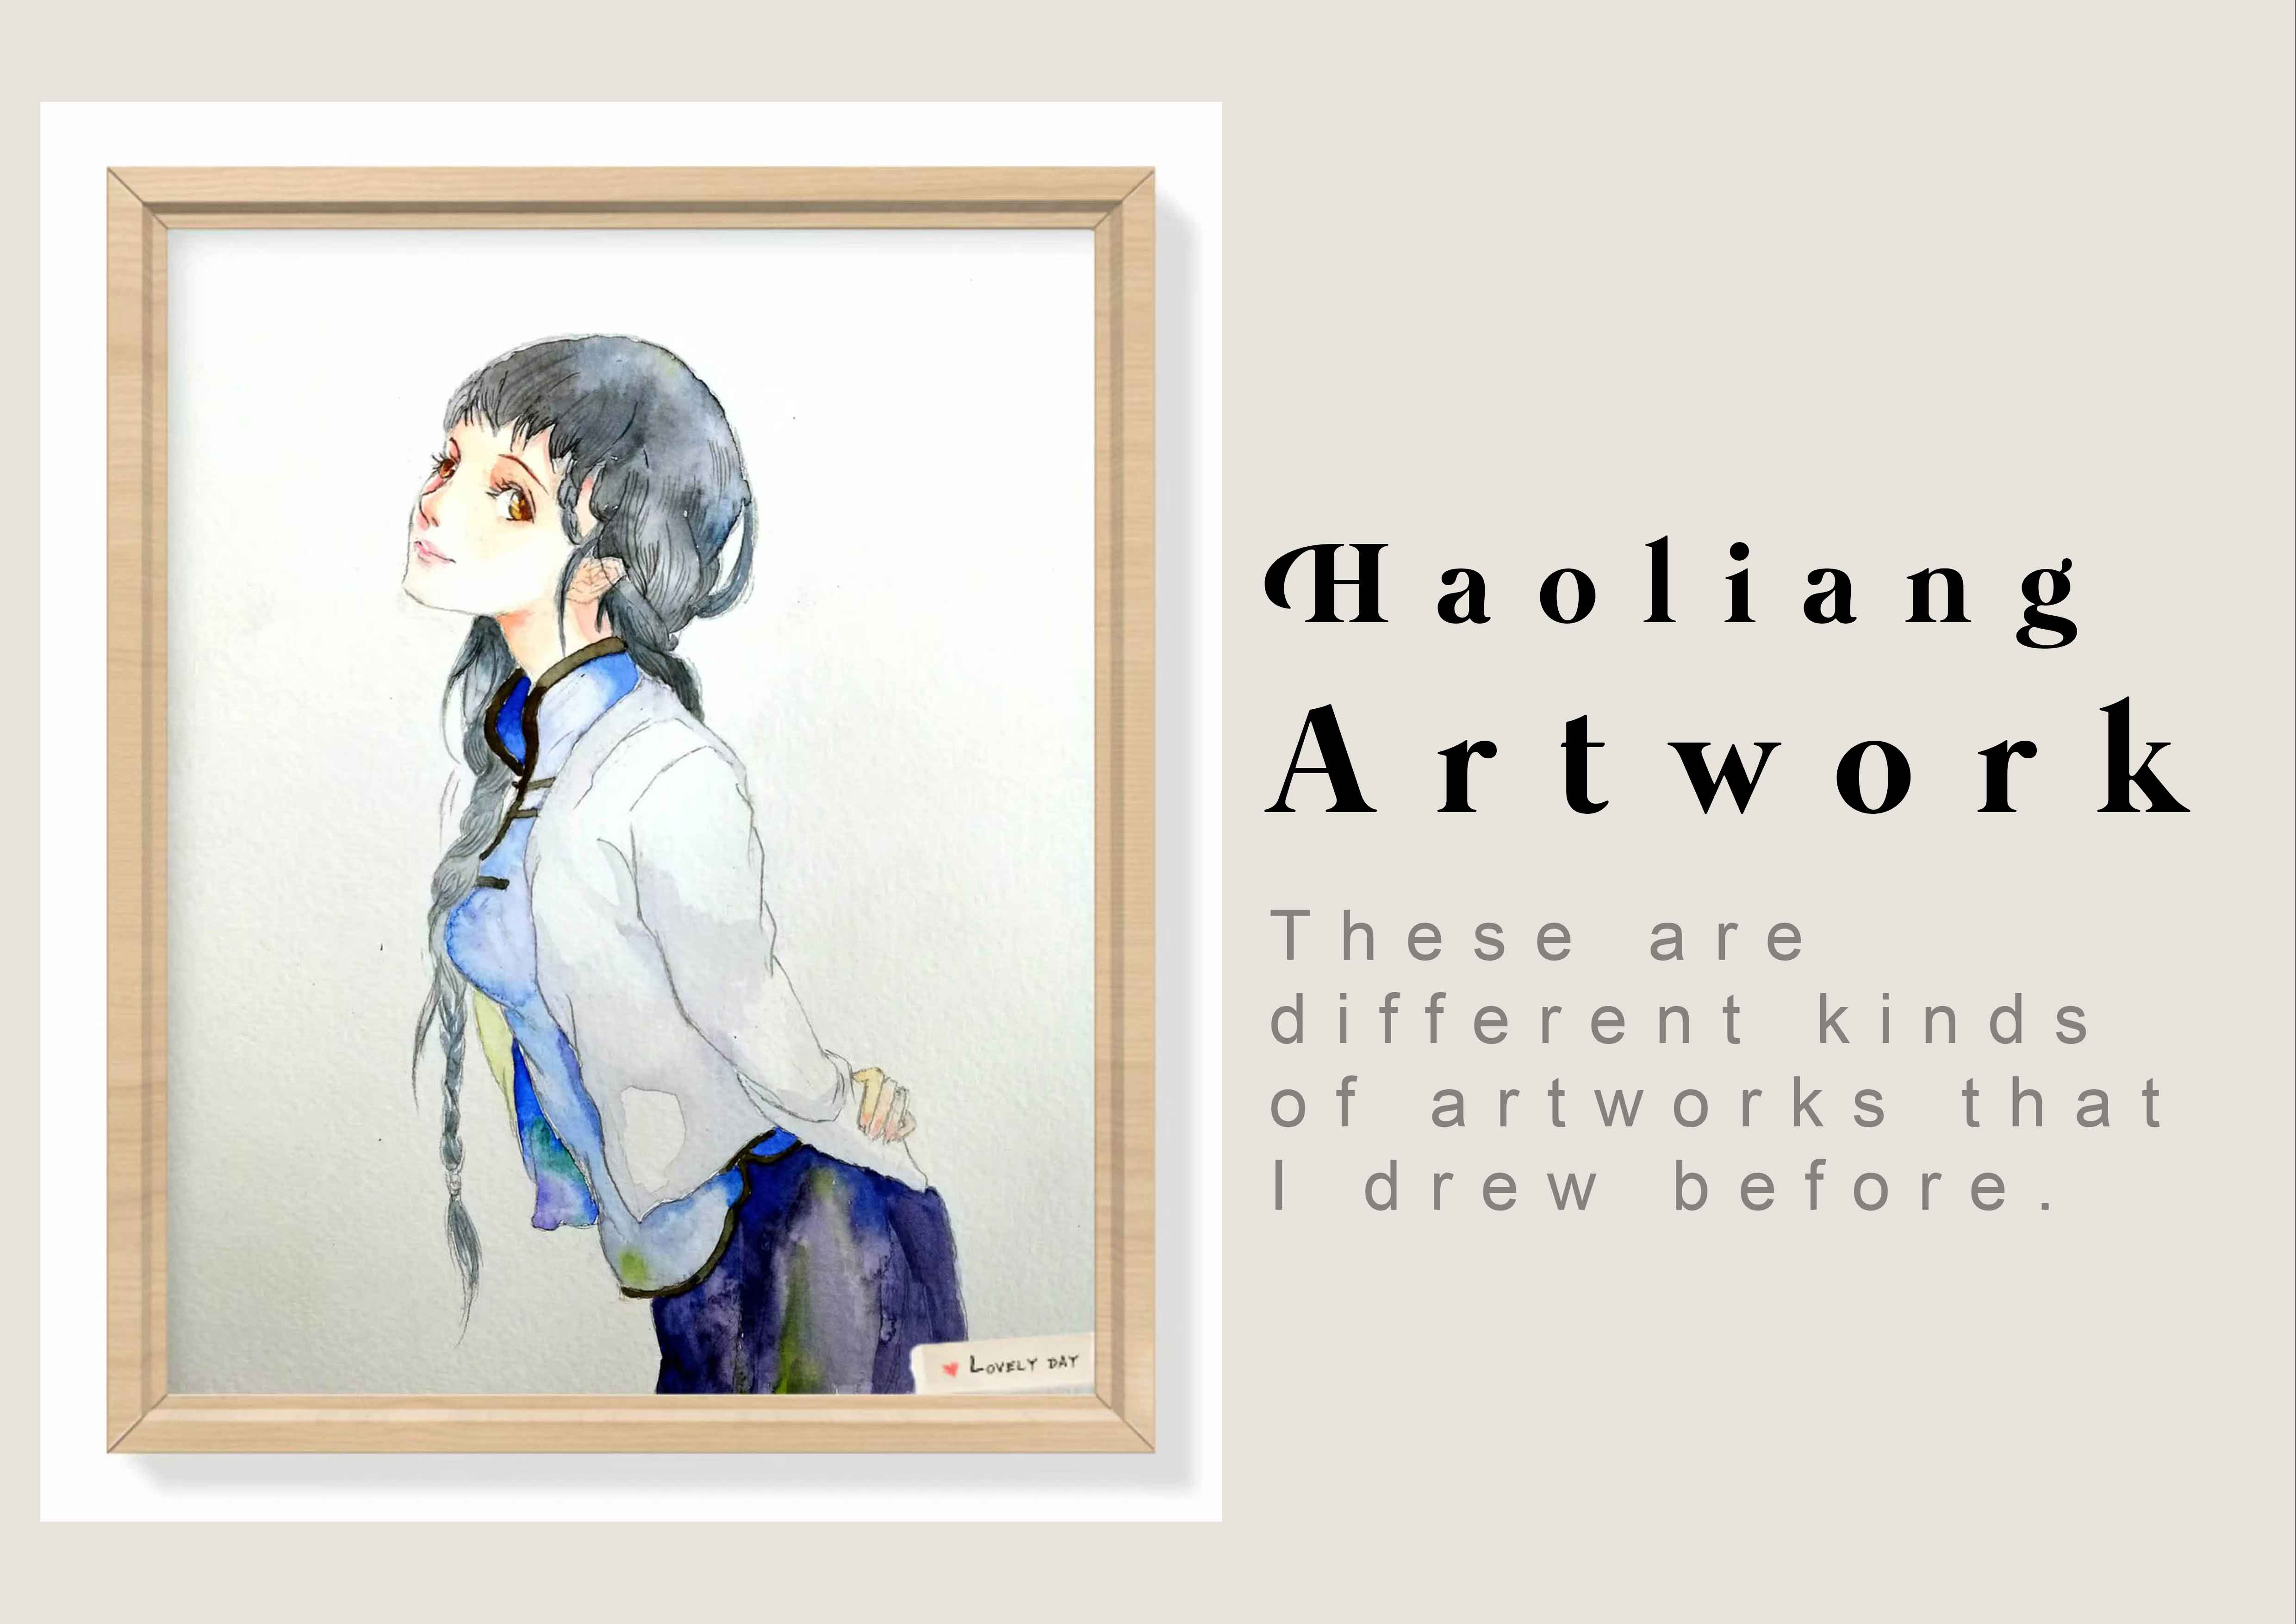 Haoliang
Artwork
These are
different kinds
of artworks that
I drew before.
LOVELY DAY